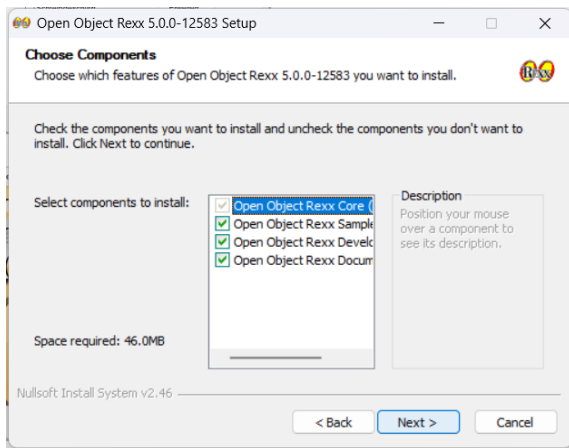 Open Object Rexx 5.0.0-12583 Setup
Choose Components
Choose which features of Open Object Rexx 5.0.0-12583 you want to install.
Rexx
Check the components you want to install and uncheck the components you don't want to
install. Click Next to continue.
Select components to install:
Open Object Rexx Core (
Open Object Rexx Sample
Open Object Rexx Develo
Open Object Rexx Docum
Description
Position your mouse
over a component to
see its description.
Space required: 46.0MB
Nullsoft Install System v2.46
< Back
Next >
Cancel